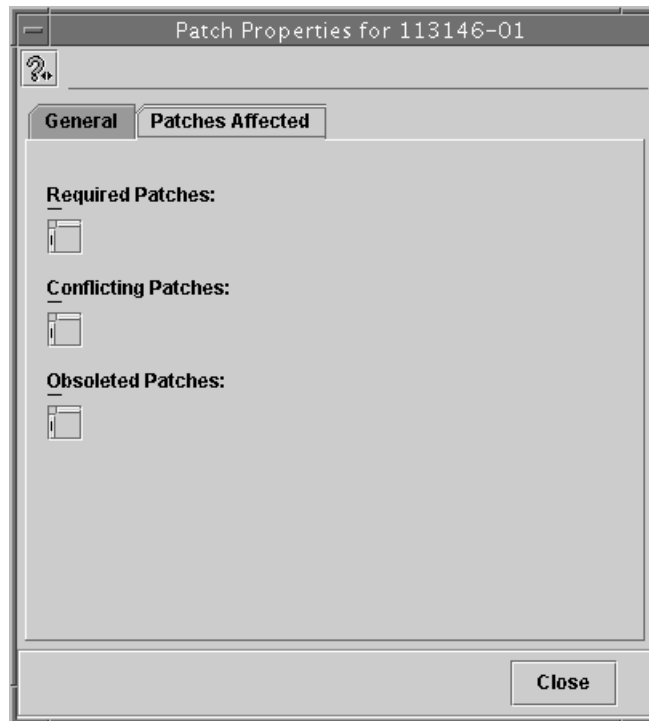 Patch Properties for 113146-01
General Patches Affected
Required Patches:
Conflicting Patches:
Obsoleted Patches:
Close